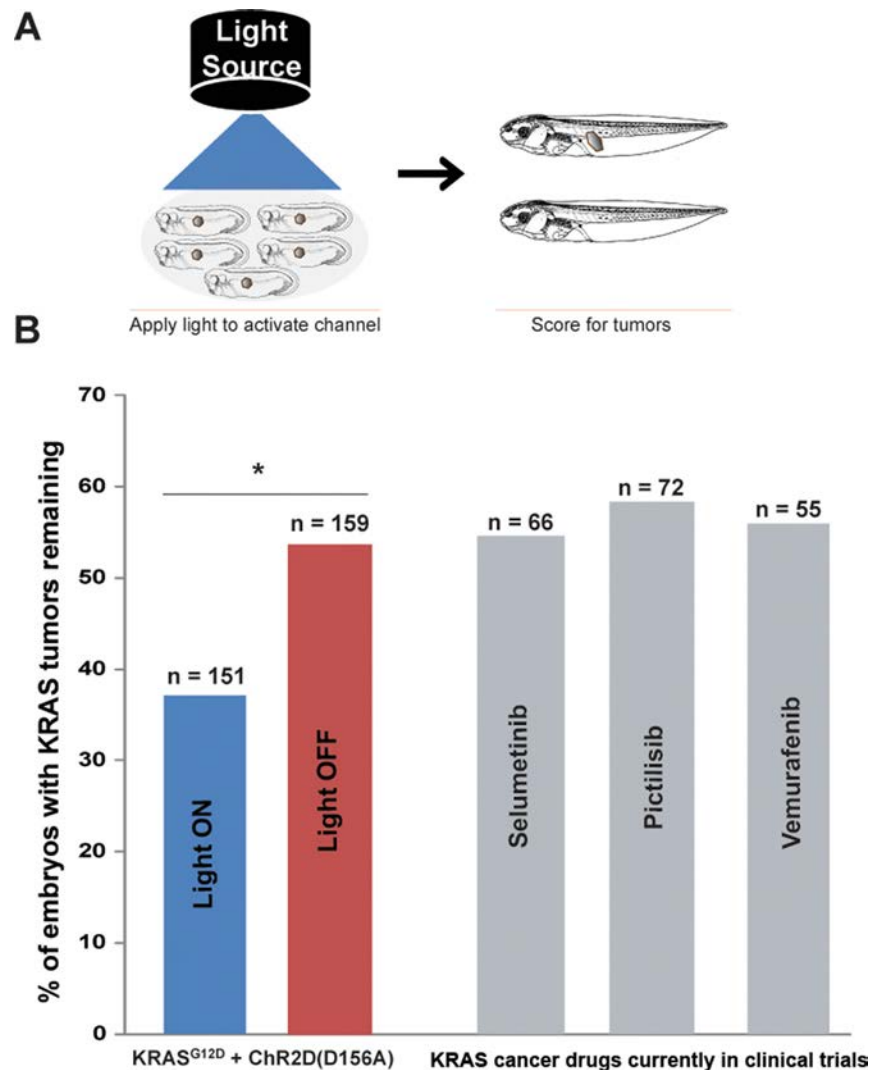 A
Light
Source
Apply light to activate channel
Score for tumors
B
% of embryos with KRAS tumors remaining
70
60
50
40
30
20
10
0
*
n = 151
n = 159
n = 66
n = 72
n = 55
Light ON
Light OFF
Selumetinib
Pictilisib
Vemurafenib
KRASᴳ¹²ᴰ + ChR2D(D156A)
KRAS cancer drugs currently in clinical trials